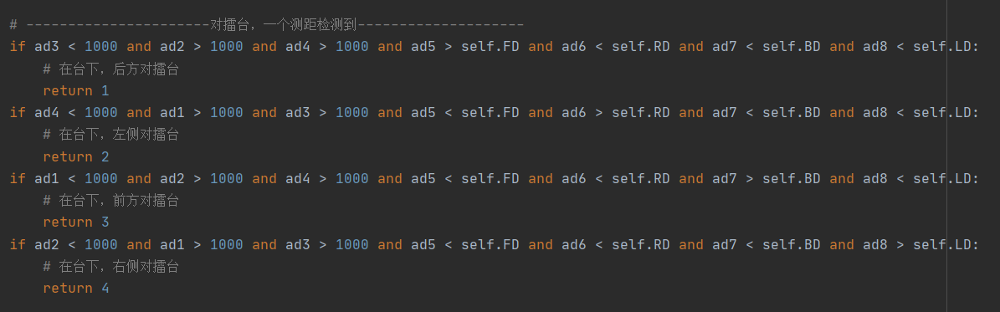 # ----------------------对擂台，一个测距检测到--------------------
if ad3 < 1000 and ad2 > 1000 and ad4 > 1000 and ad5 > self.FD and ad6 < self.RD and ad7 < self.BD and ad8 < self.LD:
    # 在台下，后方对擂台
    return 1
if ad4 < 1000 and ad1 > 1000 and ad3 > 1000 and ad5 < self.FD and ad6 > self.RD and ad7 < self.BD and ad8 < self.LD:
    # 在台下，左侧对擂台
    return 2
if ad1 < 1000 and ad2 > 1000 and ad4 > 1000 and ad5 < self.FD and ad6 < self.RD and ad7 > self.BD and ad8 < self.LD:
    # 在台下，前方对擂台
    return 3
if ad2 < 1000 and ad1 > 1000 and ad3 > 1000 and ad5 < self.FD and ad6 < self.RD and ad7 < self.BD and ad8 > self.LD:
    # 在台下，右侧对擂台
    return 4